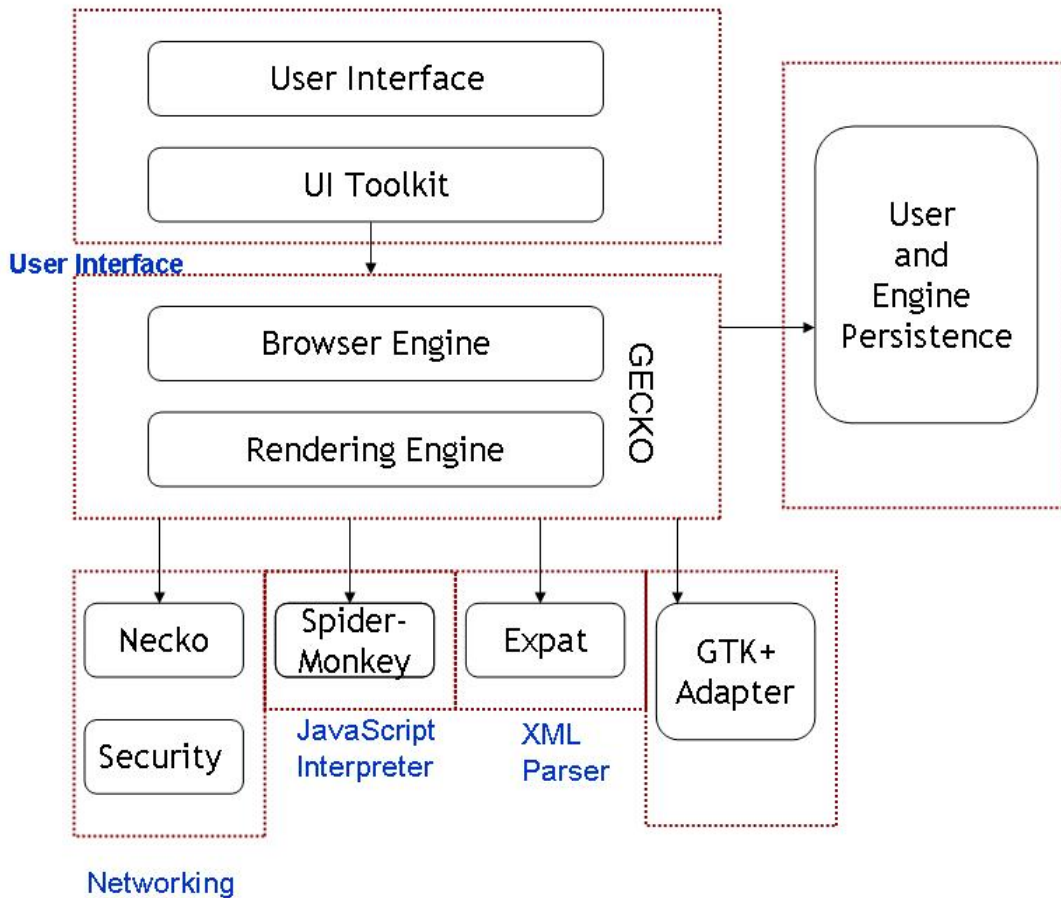 User Interface
UI Toolkit
User
and
Engine
Persistence
User Interface
Browser Engine
GECKO
Rendering Engine
Necko
Spider-
Monkey
Expat
GTK+
Adapter
Security
JavaScript
Interpreter
XML
Parser
Networking